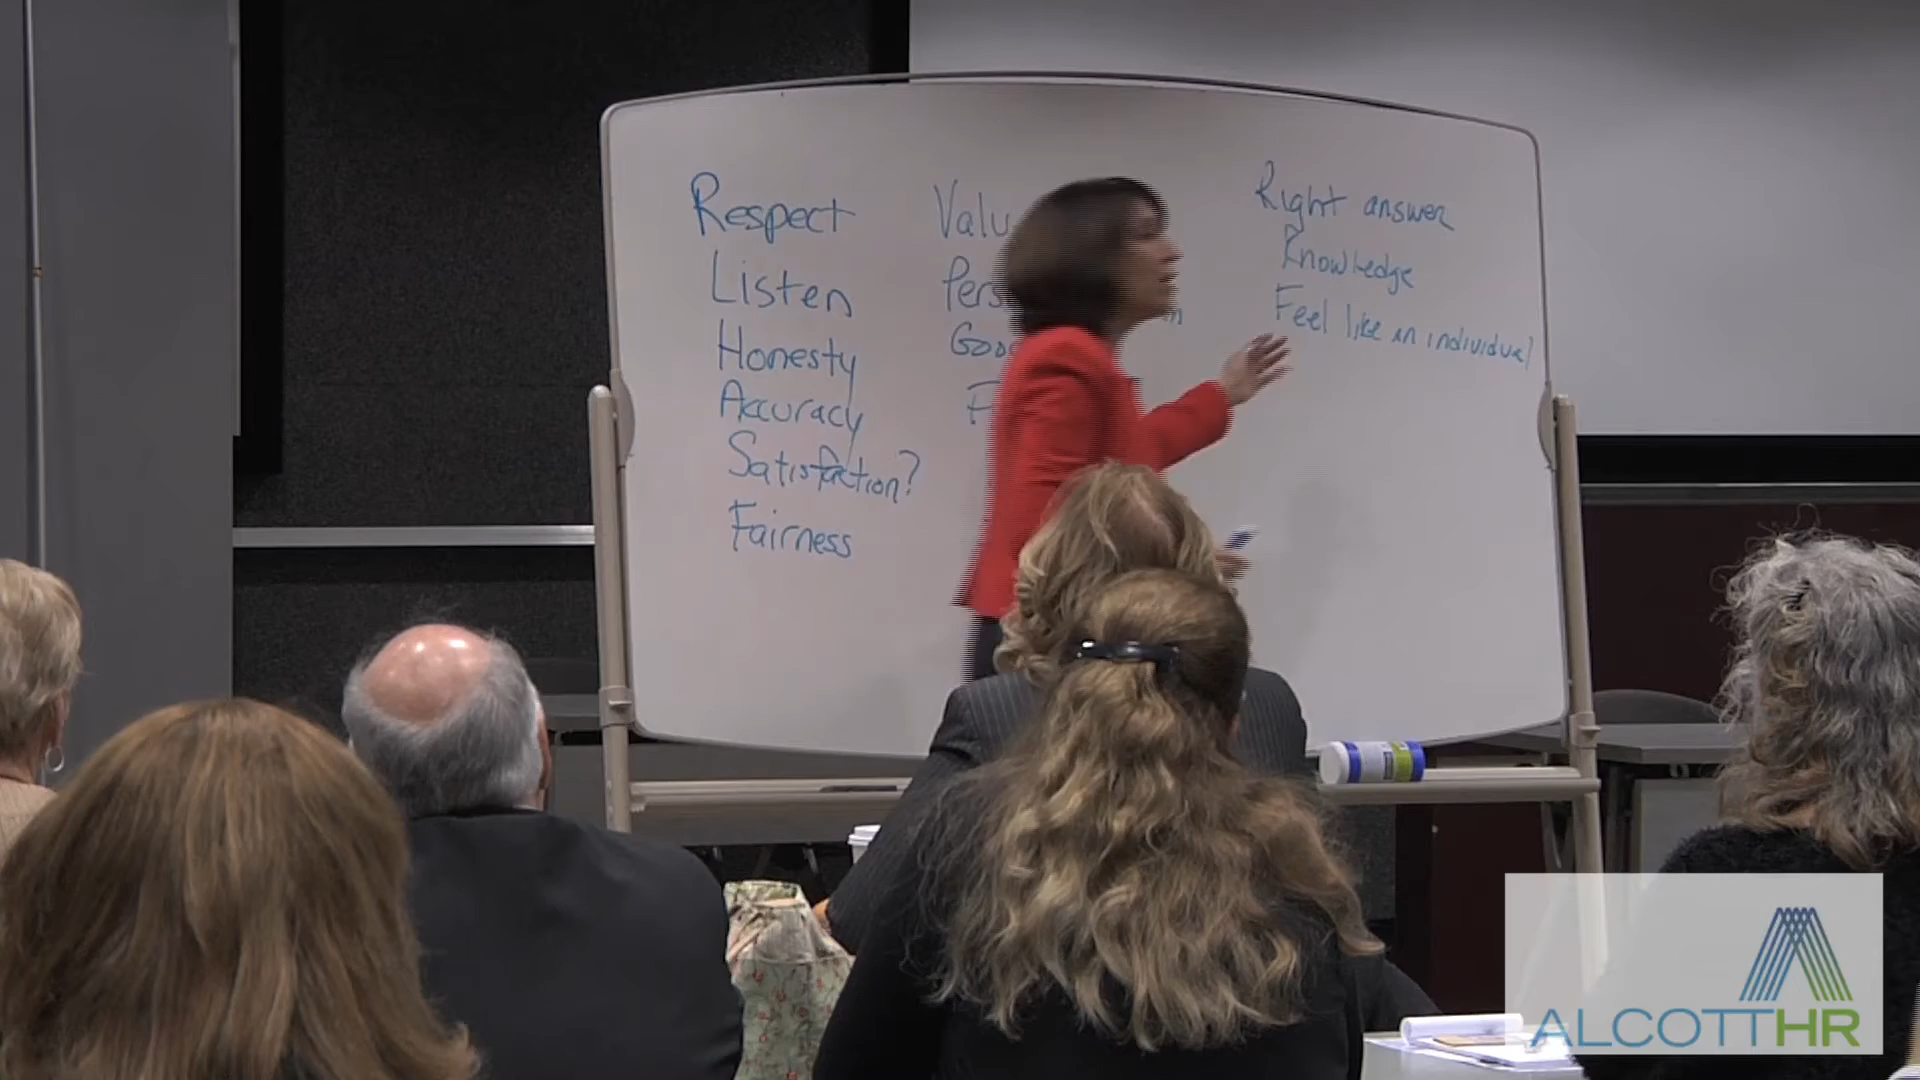 Respect
Listen
Honesty
Accuracy
Satisfaction?
Fairness
Right answer
Knowledge
Feel like an individual
ALCOTTHR